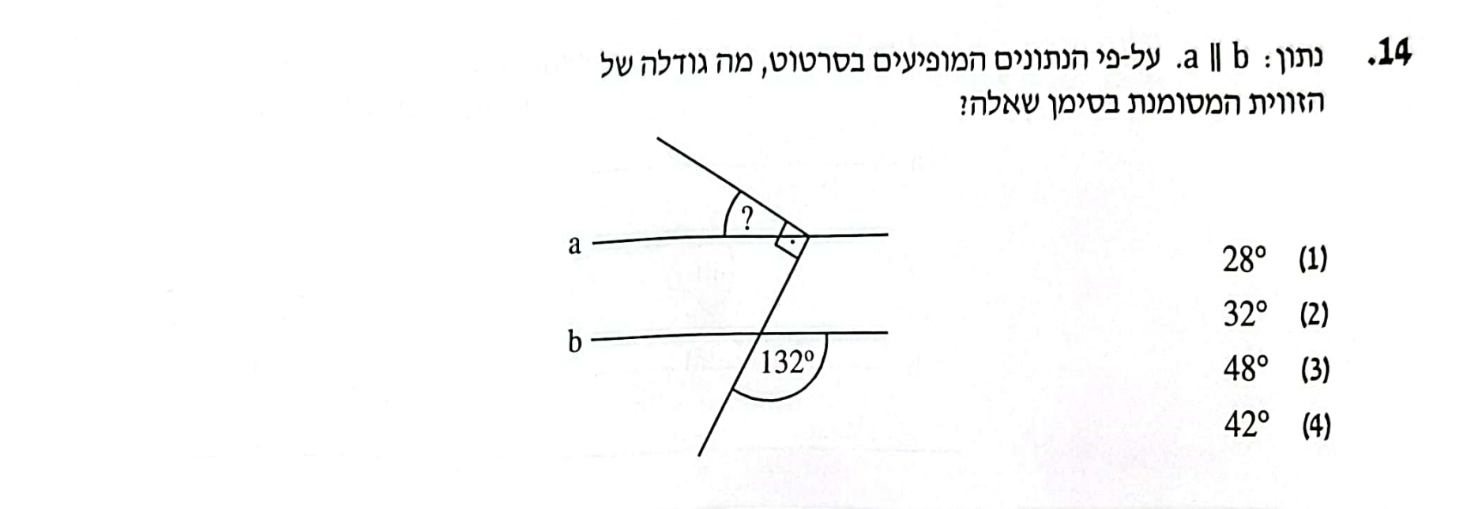 14. נתון: a || b. על-פי הנתונים המופיעים בסרטוט, מה גודלה של
הזווית המסומנת בסימן שאלה?
?
a
b
132°
(1) 28°
(2) 32°
(3) 48°
(4) 42°